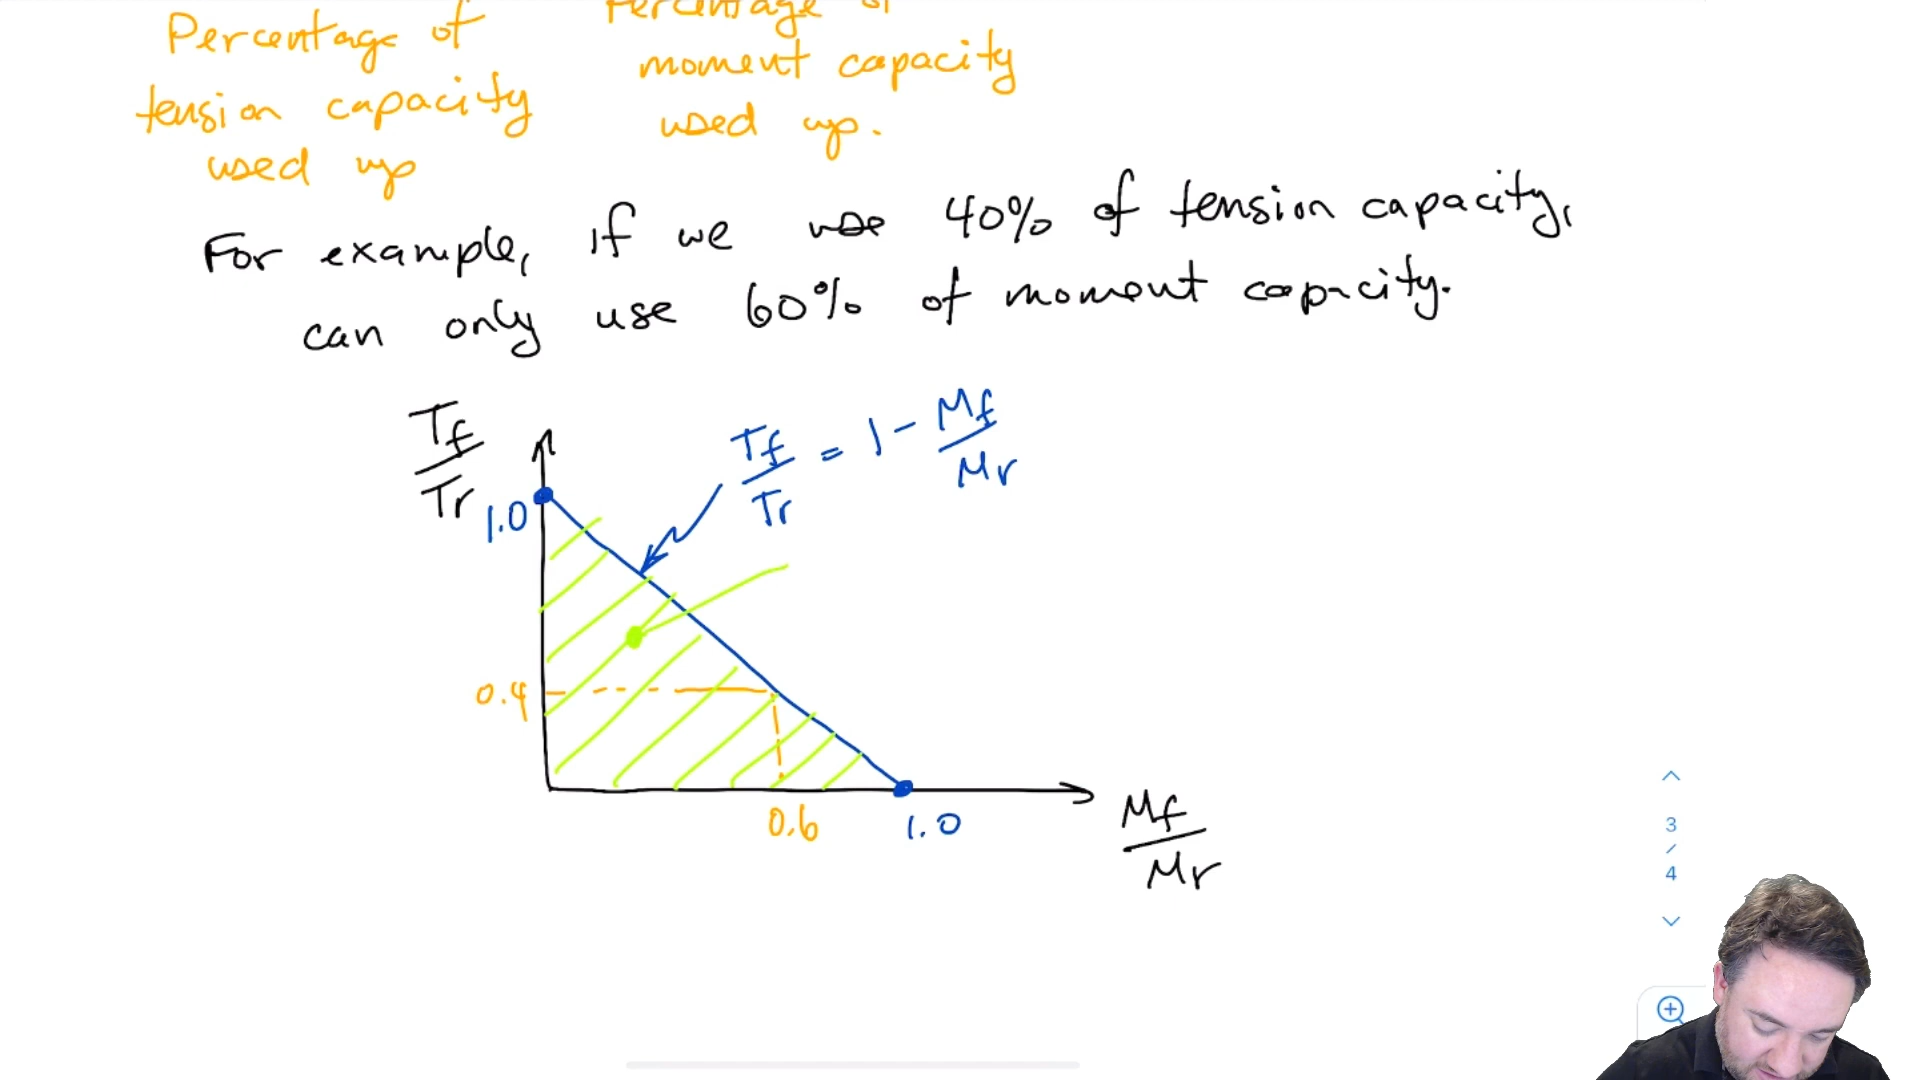 Percentage of
tension capacity
used up
Percentage of
moment capacity
used up.
For example, if we use 40% of tension capacity,
can only use 60% of moment capacity.
Tf
Tr
Tf/Tr = 1 - Mf/Mr
1.0
0.4
0.6
1.0
Mf
Mr
3
/
4